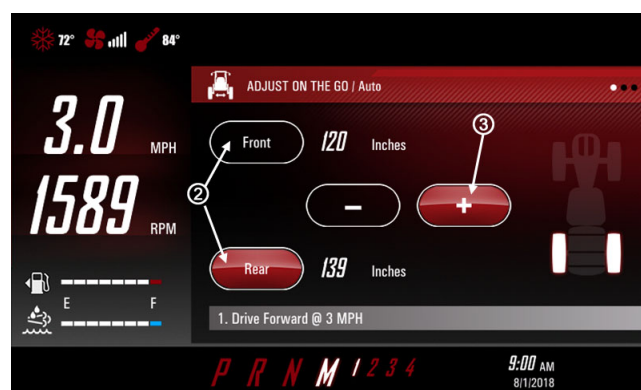 72° 84°
ADJUST ON THE GO / Auto
3.0 MPH
Front 120 Inches
3
2
- +
1589 RPM
Rear 139 Inches
E F
1. Drive Forward @ 3 MPH
P R N M 1 2 3 4
9:00 AM
8/1/2018